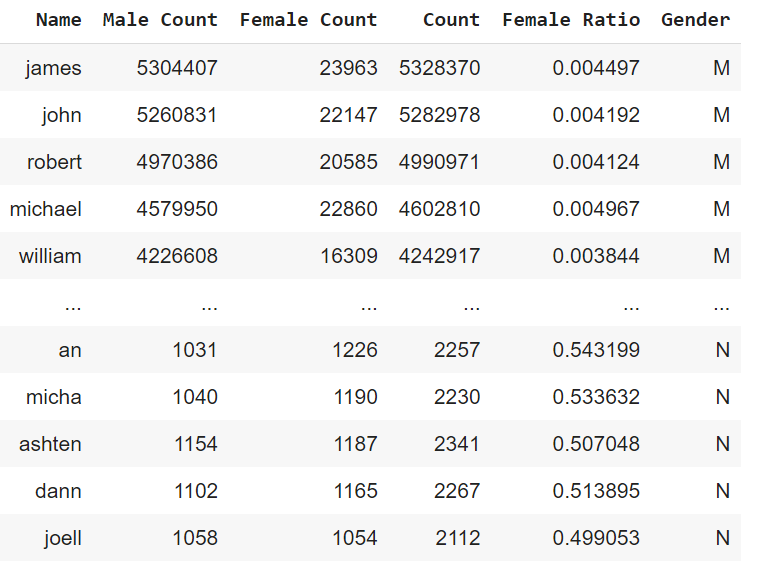 Name Male Count Female Count Count Female Ratio Gender
james 5304407 23963 5328370 0.004497 M
john 5260831 22147 5282978 0.004192 M
robert 4970386 20585 4990971 0.004124 M
michael 4579950 22860 4602810 0.004967 M
william 4226608 16309 4242917 0.003844 M
... ... ... ... ... ...
an 1031 1226 2257 0.543199 N
micha 1040 1190 2230 0.533632 N
ashten 1154 1187 2341 0.507048 N
dann 1102 1165 2267 0.513895 N
joell 1058 1054 2112 0.499053 N